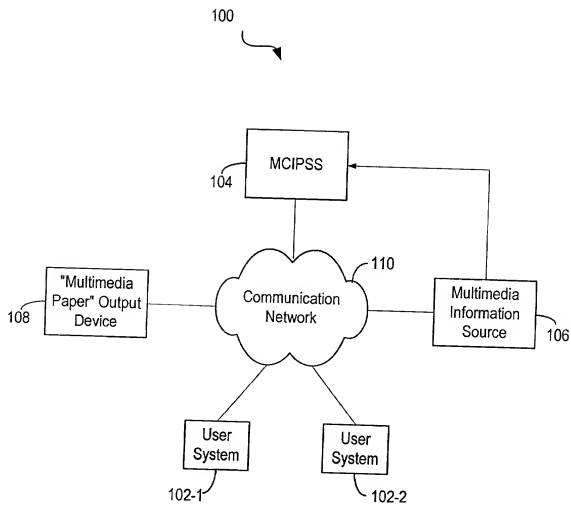 100
MCIPSS
104
110
"Multimedia
Paper" Output
Device
108
Communication
Network
Multimedia
Information
Source
106
User
System
102-1
User
System
102-2